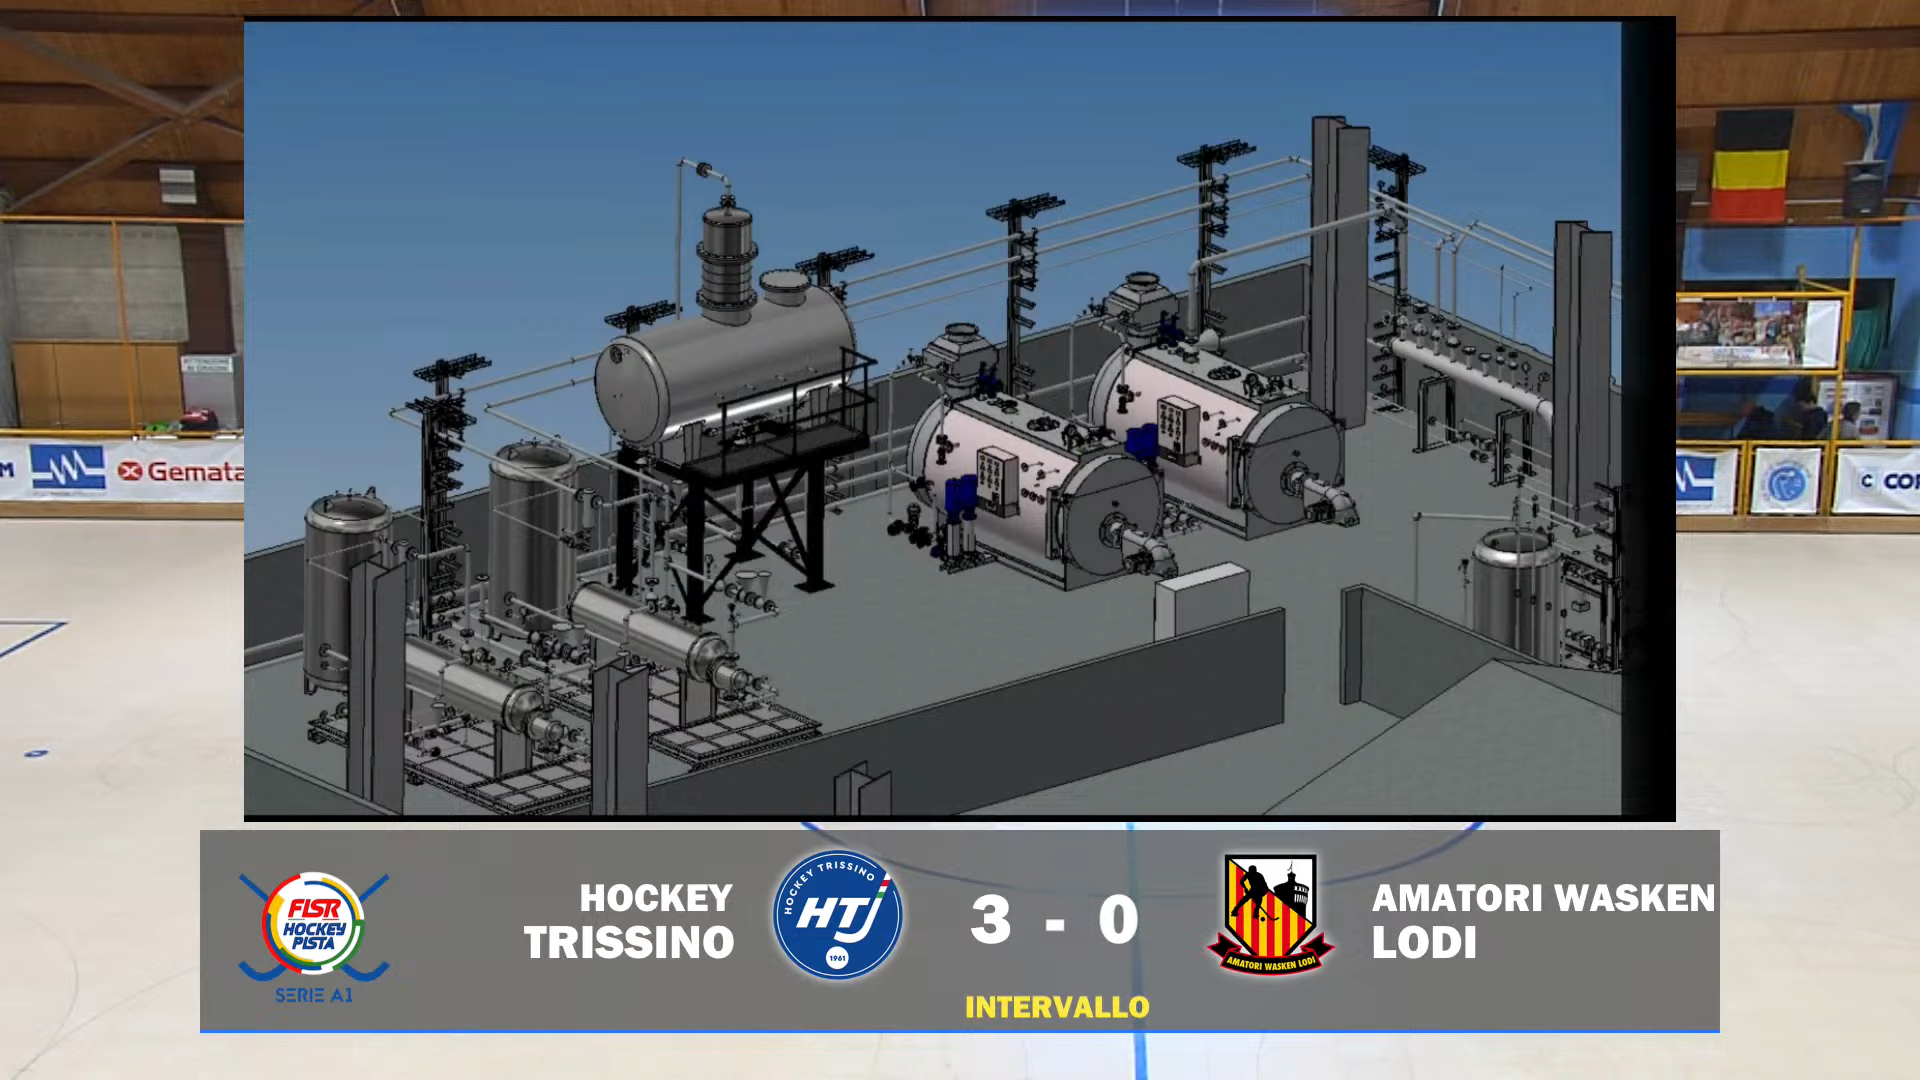 M
Gemata
C COR
FISR
HOCKEY
PISTA
SERIE A1
HOCKEY
TRISSINO
HOCKEY TRISSINO
HTJ
1961
3 - 0
AMATORI WASKEN LODI
AMATORI WASKEN
LODI
INTERVALLO